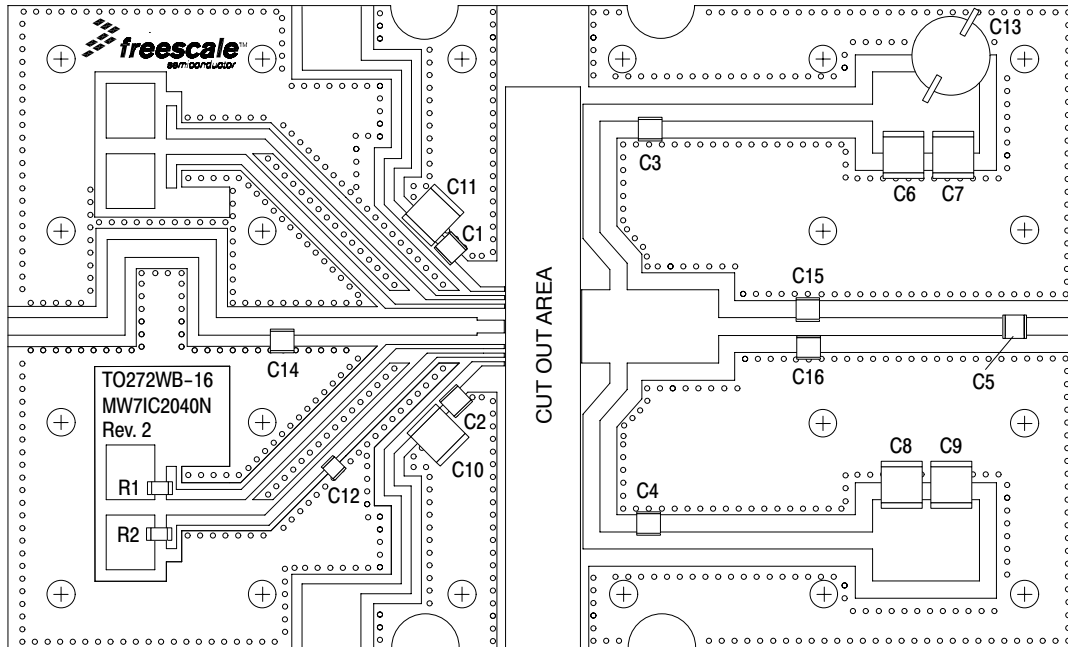 freescale™
semiconductor
C13
C3
C6 C7
C11
C1
CUT OUT AREA
C15
C14
C16
C5
TO272WB-16
MW7IC2040N
Rev. 2
C2
C10
C8 C9
R1
C12
C4
R2